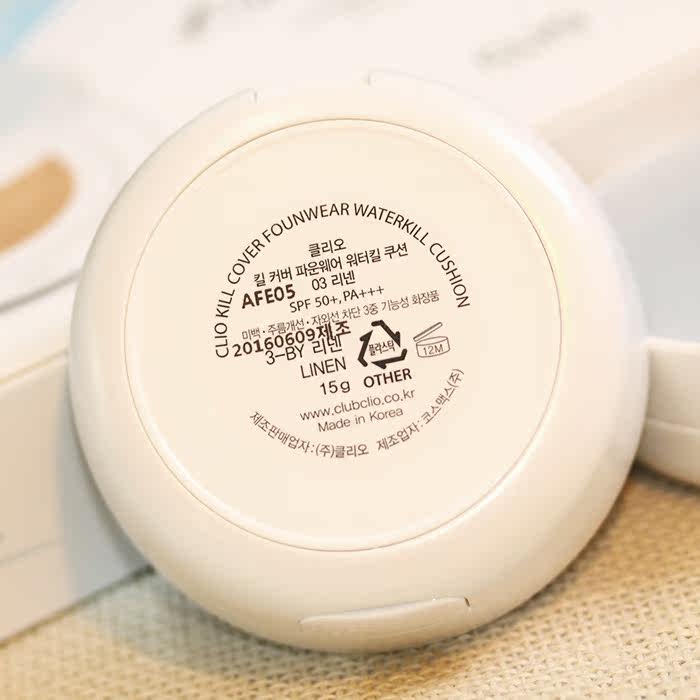 CLIO KILL COVER FOUNWEAR WATERKILL CUSHION
클리오
킬 커버 파운웨어 워터킬 쿠션
AFE05 03 리넨
SPF 50+, PA+++
미백·주름개선·자외선 차단 3중 기능성 화장품
20160609제조
3-BY 리넨
플라스틱
12M
LINEN
15g OTHER
www.clubclio.co.kr
Made in Korea
제조판매업자:(주)클리오 제조업자:코스맥스(주)